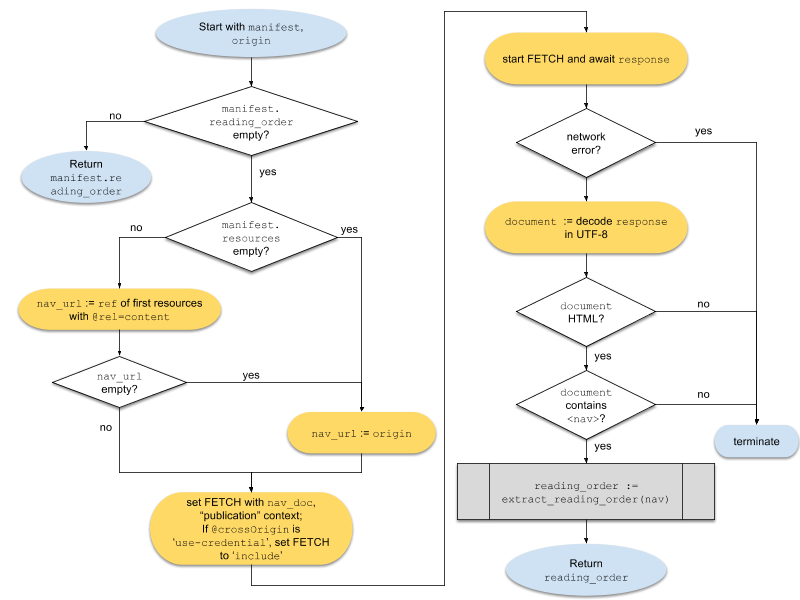 Start with manifest,
origin
manifest.
reading_order
empty?
no
yes
Return
manifest.re
ading_order
manifest.
resources
empty?
no
yes
nav_url := ref of first resources
with @rel=content
nav_url
empty?
yes
no
nav_url := origin
set FETCH with nav_doc,
“publication” context;
If @crossOrigin is
‘use-credential’, set FETCH
to ‘include’
start FETCH and await response
network
error?
yes
document := decode response
in UTF-8
document
HTML?
no
yes
document
contains
<nav>?
no
yes
terminate
reading_order :=
extract_reading_order(nav)
Return
reading_order